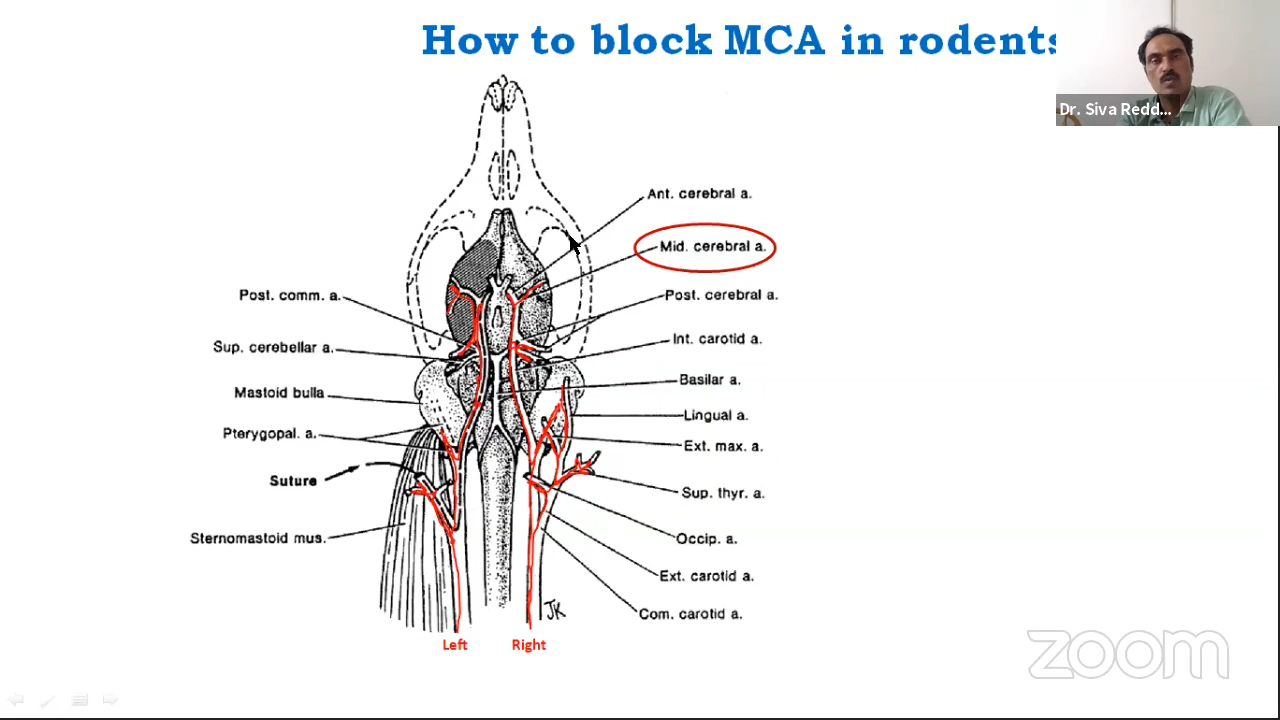 How to block MCA in rodents
Dr. Siva Redd...
Ant. cerebral a.
Mid. cerebral a.
Post. comm. a.
Post. cerebral a.
Sup. cerebellar a.
Int. carotid a.
Mastoid bulla
Basilar a.
Lingual a.
Pterygopal. a.
Ext. max. a.
Suture
Sup. thyr. a.
Sternomastoid mus.
Occip. a.
Ext. carotid a.
Com. carotid a.
JK
Left
Right
zoom